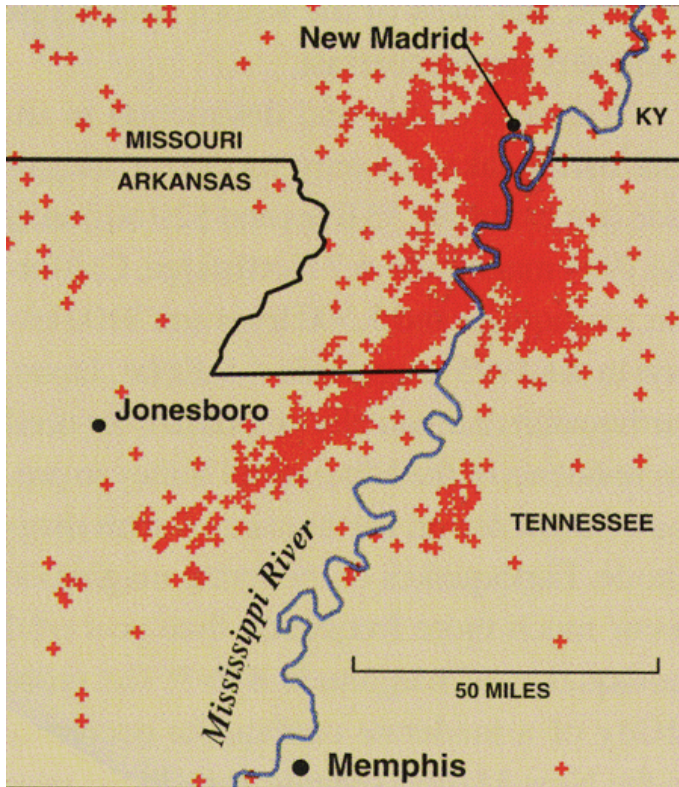 New Madrid
KY
MISSOURI
ARKANSAS
Jonesboro
TENNESSEE
Mississippi River
50 MILES
Memphis